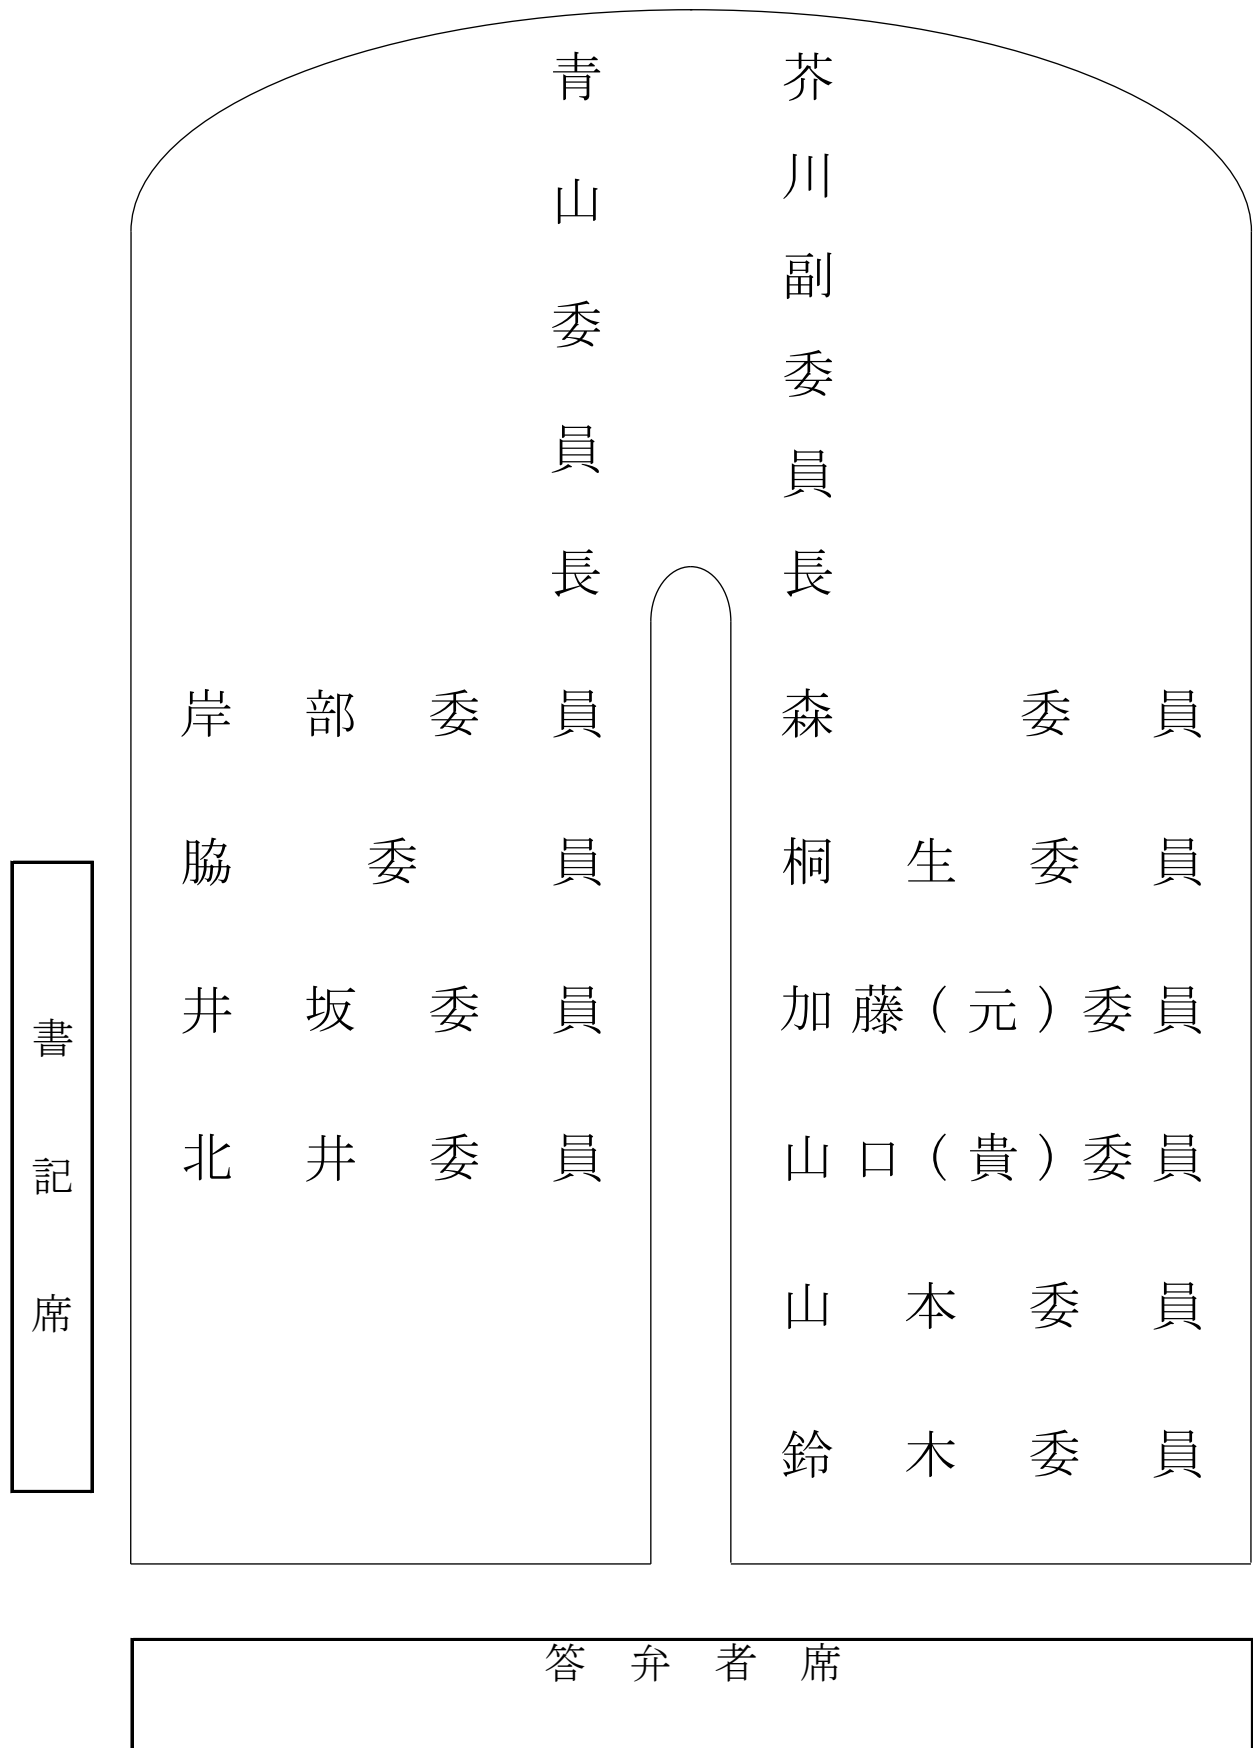 芥川副委員長
青山委員長
岸部委員
森委員
脇委員
桐生委員
井坂委員
加藤(元)委員
北井委員
山口(貴)委員
山本委員
鈴木委員
書記席
答弁者席